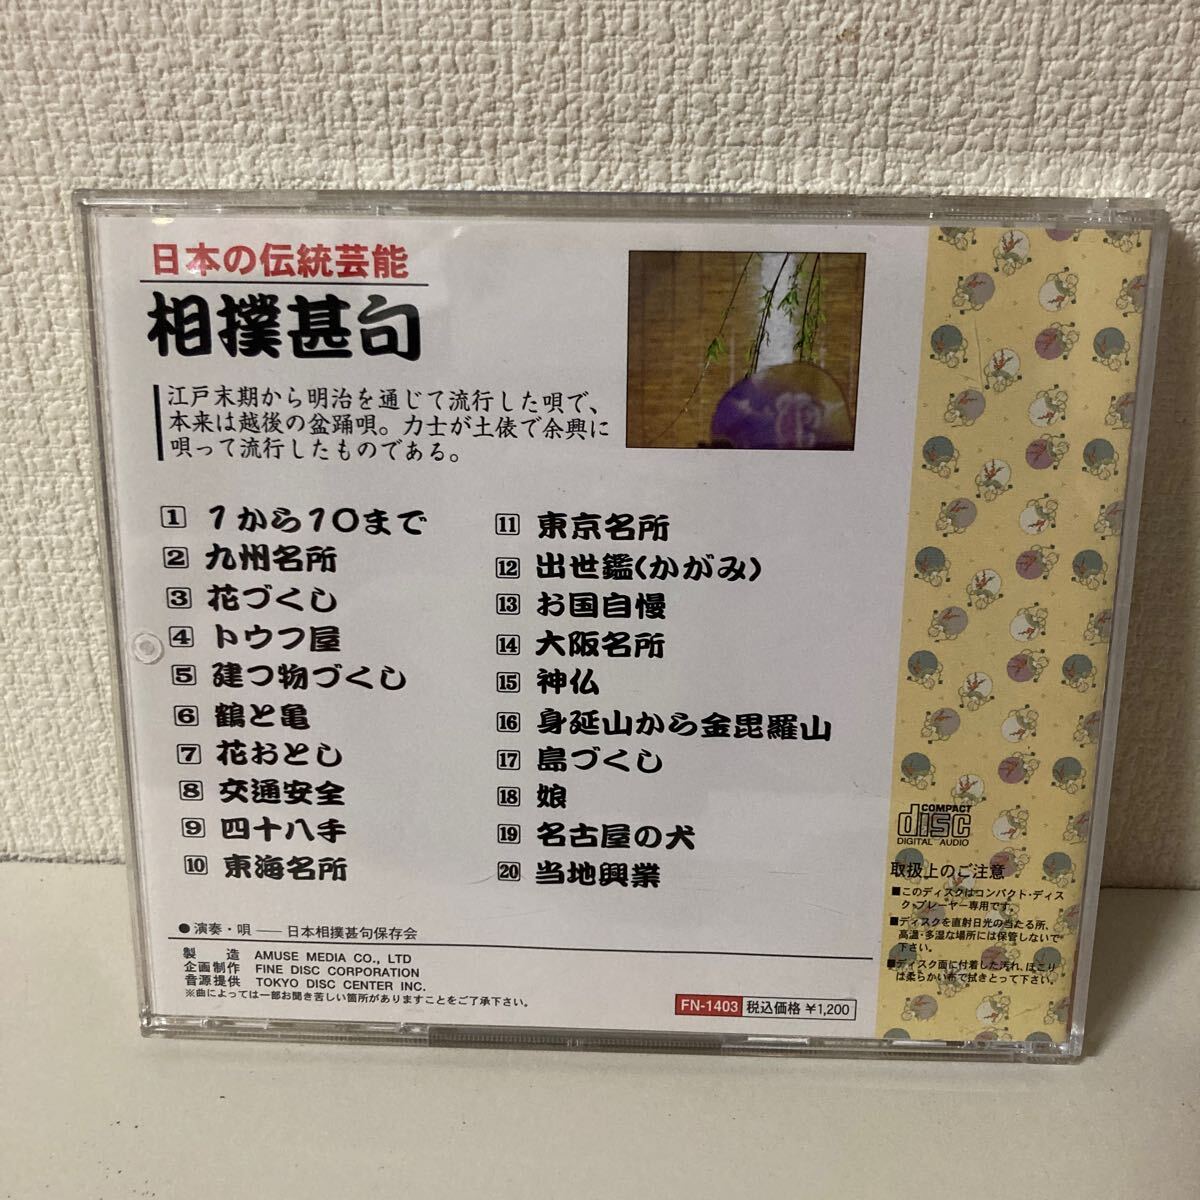 日本の伝統芸能
相撲甚句
江戸末期から明治を通じて流行した唄で、
本来は越後の盆踊唄。力士が土俵で余興に
唄って流行したものである。
1 1から10まで
2 九州名所
3 花づくし
4 トウフ屋
5 建つ物づくし
6 鶴と亀
7 花おとし
8 交通安全
9 四十八手
10 東海名所
11 東京名所
12 出世鑑(かがみ)
13 お国自慢
14 大阪名所
15 神仏
16 身延山から金毘羅山
17 島づくし
18 娘
19 名古屋の犬
20 当地興業
●演奏・唄 ── 日本相撲甚句保存会
製造 AMUSE MEDIA CO., LTD
企画制作 FINE DISC CORPORATION
音源提供 TOKYO DISC CENTER INC.
※曲によっては一部お聞き苦しい箇所がありますことをご了承下さい。
FN-1403 税込価格 ¥1,200
COMPACT
disc
DIGITAL AUDIO
取扱上のご注意
■このディスクはコンパクト・ディス
ク・プレーヤー専用です。
■ディスクを直射日光の当たる所、
高温・多湿な場所には保管しないで
下さい。
■ディスク面に付着した汚れ、ほこり
は柔らかい布で拭きとって下さい。